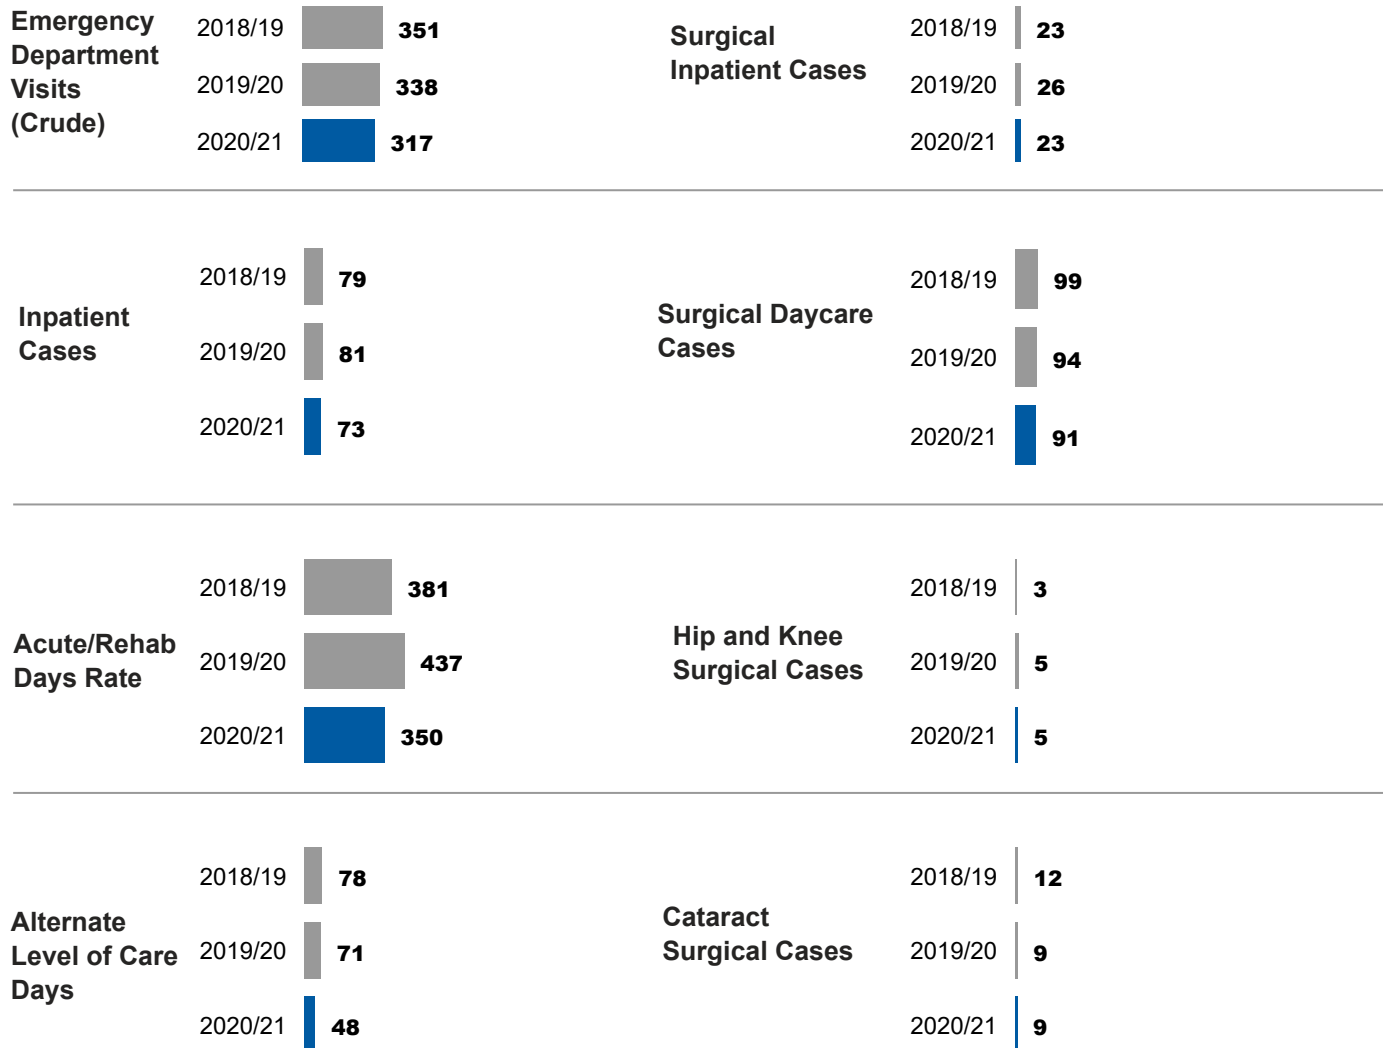 Emergency
Department
Visits
(Crude)
2018/19 351
2019/20 338
2020/21 317
Surgical
Inpatient Cases
2018/19 23
2019/20 26
2020/21 23
Inpatient
Cases
2018/19 79
2019/20 81
2020/21 73
Surgical Daycare
Cases
2018/19 99
2019/20 94
2020/21 91
Acute/Rehab
Days Rate
2018/19 381
2019/20 437
2020/21 350
Hip and Knee
Surgical Cases
2018/19 3
2019/20 5
2020/21 5
Alternate
Level of Care
Days
2018/19 78
2019/20 71
2020/21 48
Cataract
Surgical Cases
2018/19 12
2019/20 9
2020/21 9